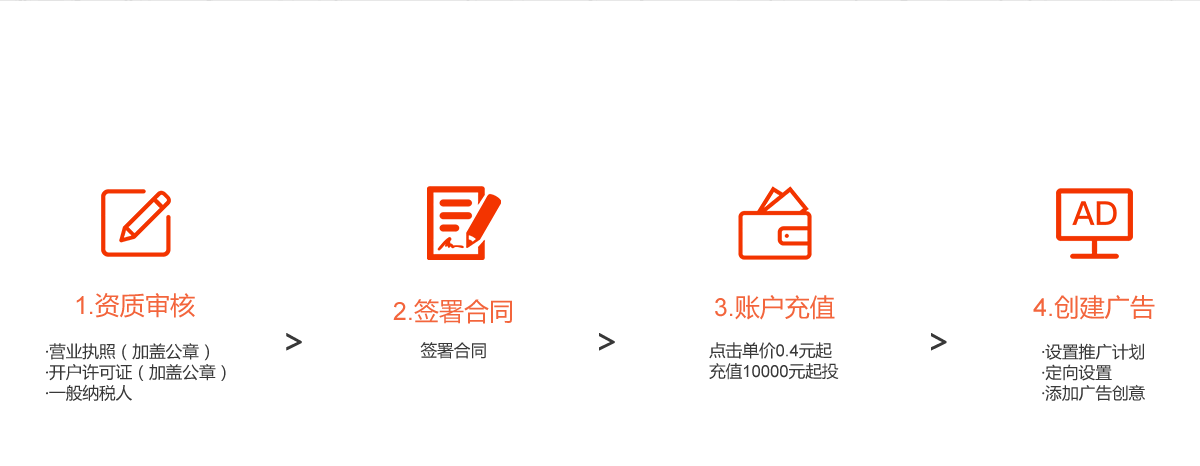 AD
1.资质审核
·营业执照（加盖公章）
·开户许可证（加盖公章）
·一般纳税人
>
2.签署合同
签署合同
>
3.账户充值
点击单价0.4元起
充值10000元起投
>
4.创建广告
·设置推广计划
·定向设置
·添加广告创意